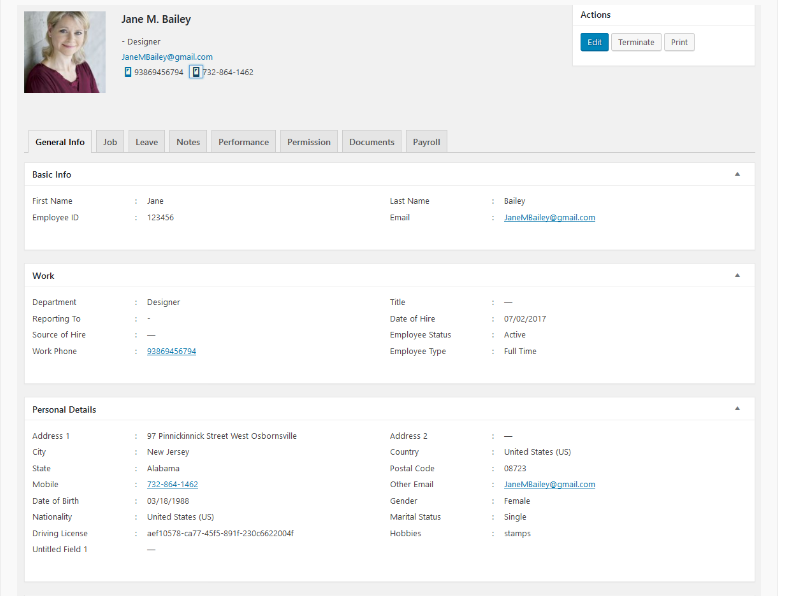 Jane M. Bailey
- Designer
JaneMBailey@gmail.com
93869456794 732-864-1462
Actions
Edit Terminate Print
General Info Job Leave Notes Performance Permission Documents Payroll
Basic Info
First Name : Jane Last Name : Bailey
Employee ID : 123456 Email : JaneMBailey@gmail.com
Work
Department : Designer Title : —
Reporting To : - Date of Hire : 07/02/2017
Source of Hire : — Employee Status : Active
Work Phone : 93869456794 Employee Type : Full Time
Personal Details
Address 1 : 97 Pinnickinnick Street West Osbornsville Address 2 : —
City : New Jersey Country : United States (US)
State : Alabama Postal Code : 08723
Mobile : 732-864-1462 Other Email : JaneMBailey@gmail.com
Date of Birth : 03/18/1988 Gender : Female
Nationality : United States (US) Marital Status : Single
Driving License : aef10578-ca77-45f5-891f-230c6622004f Hobbies : stamps
Untitled Field 1 —